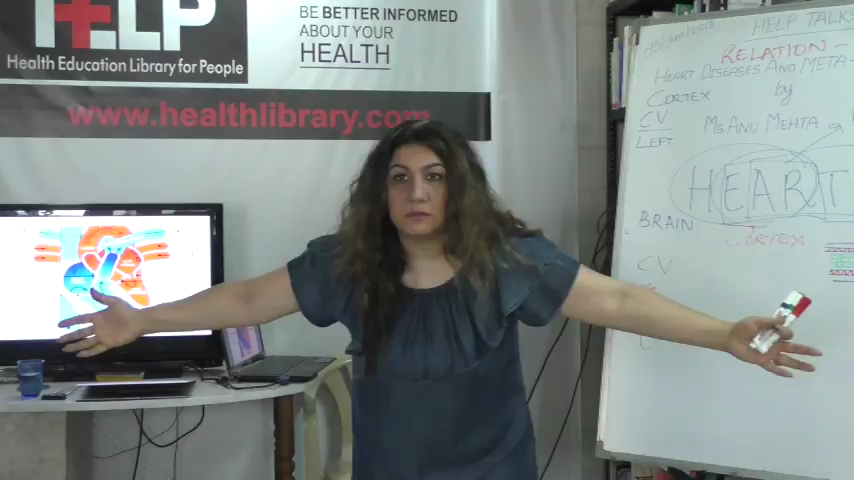 HELP
Health Education Library for People
BE BETTER INFORMED
ABOUT YOUR
HEALTH
www.healthlibrary.com
HELP TALKS
RELATION -
HEART DISEASES AND META-
CORTEX by
CV
LEFT
Ms ANU MEHTA
HEART
BRAIN
CORTEX
CV